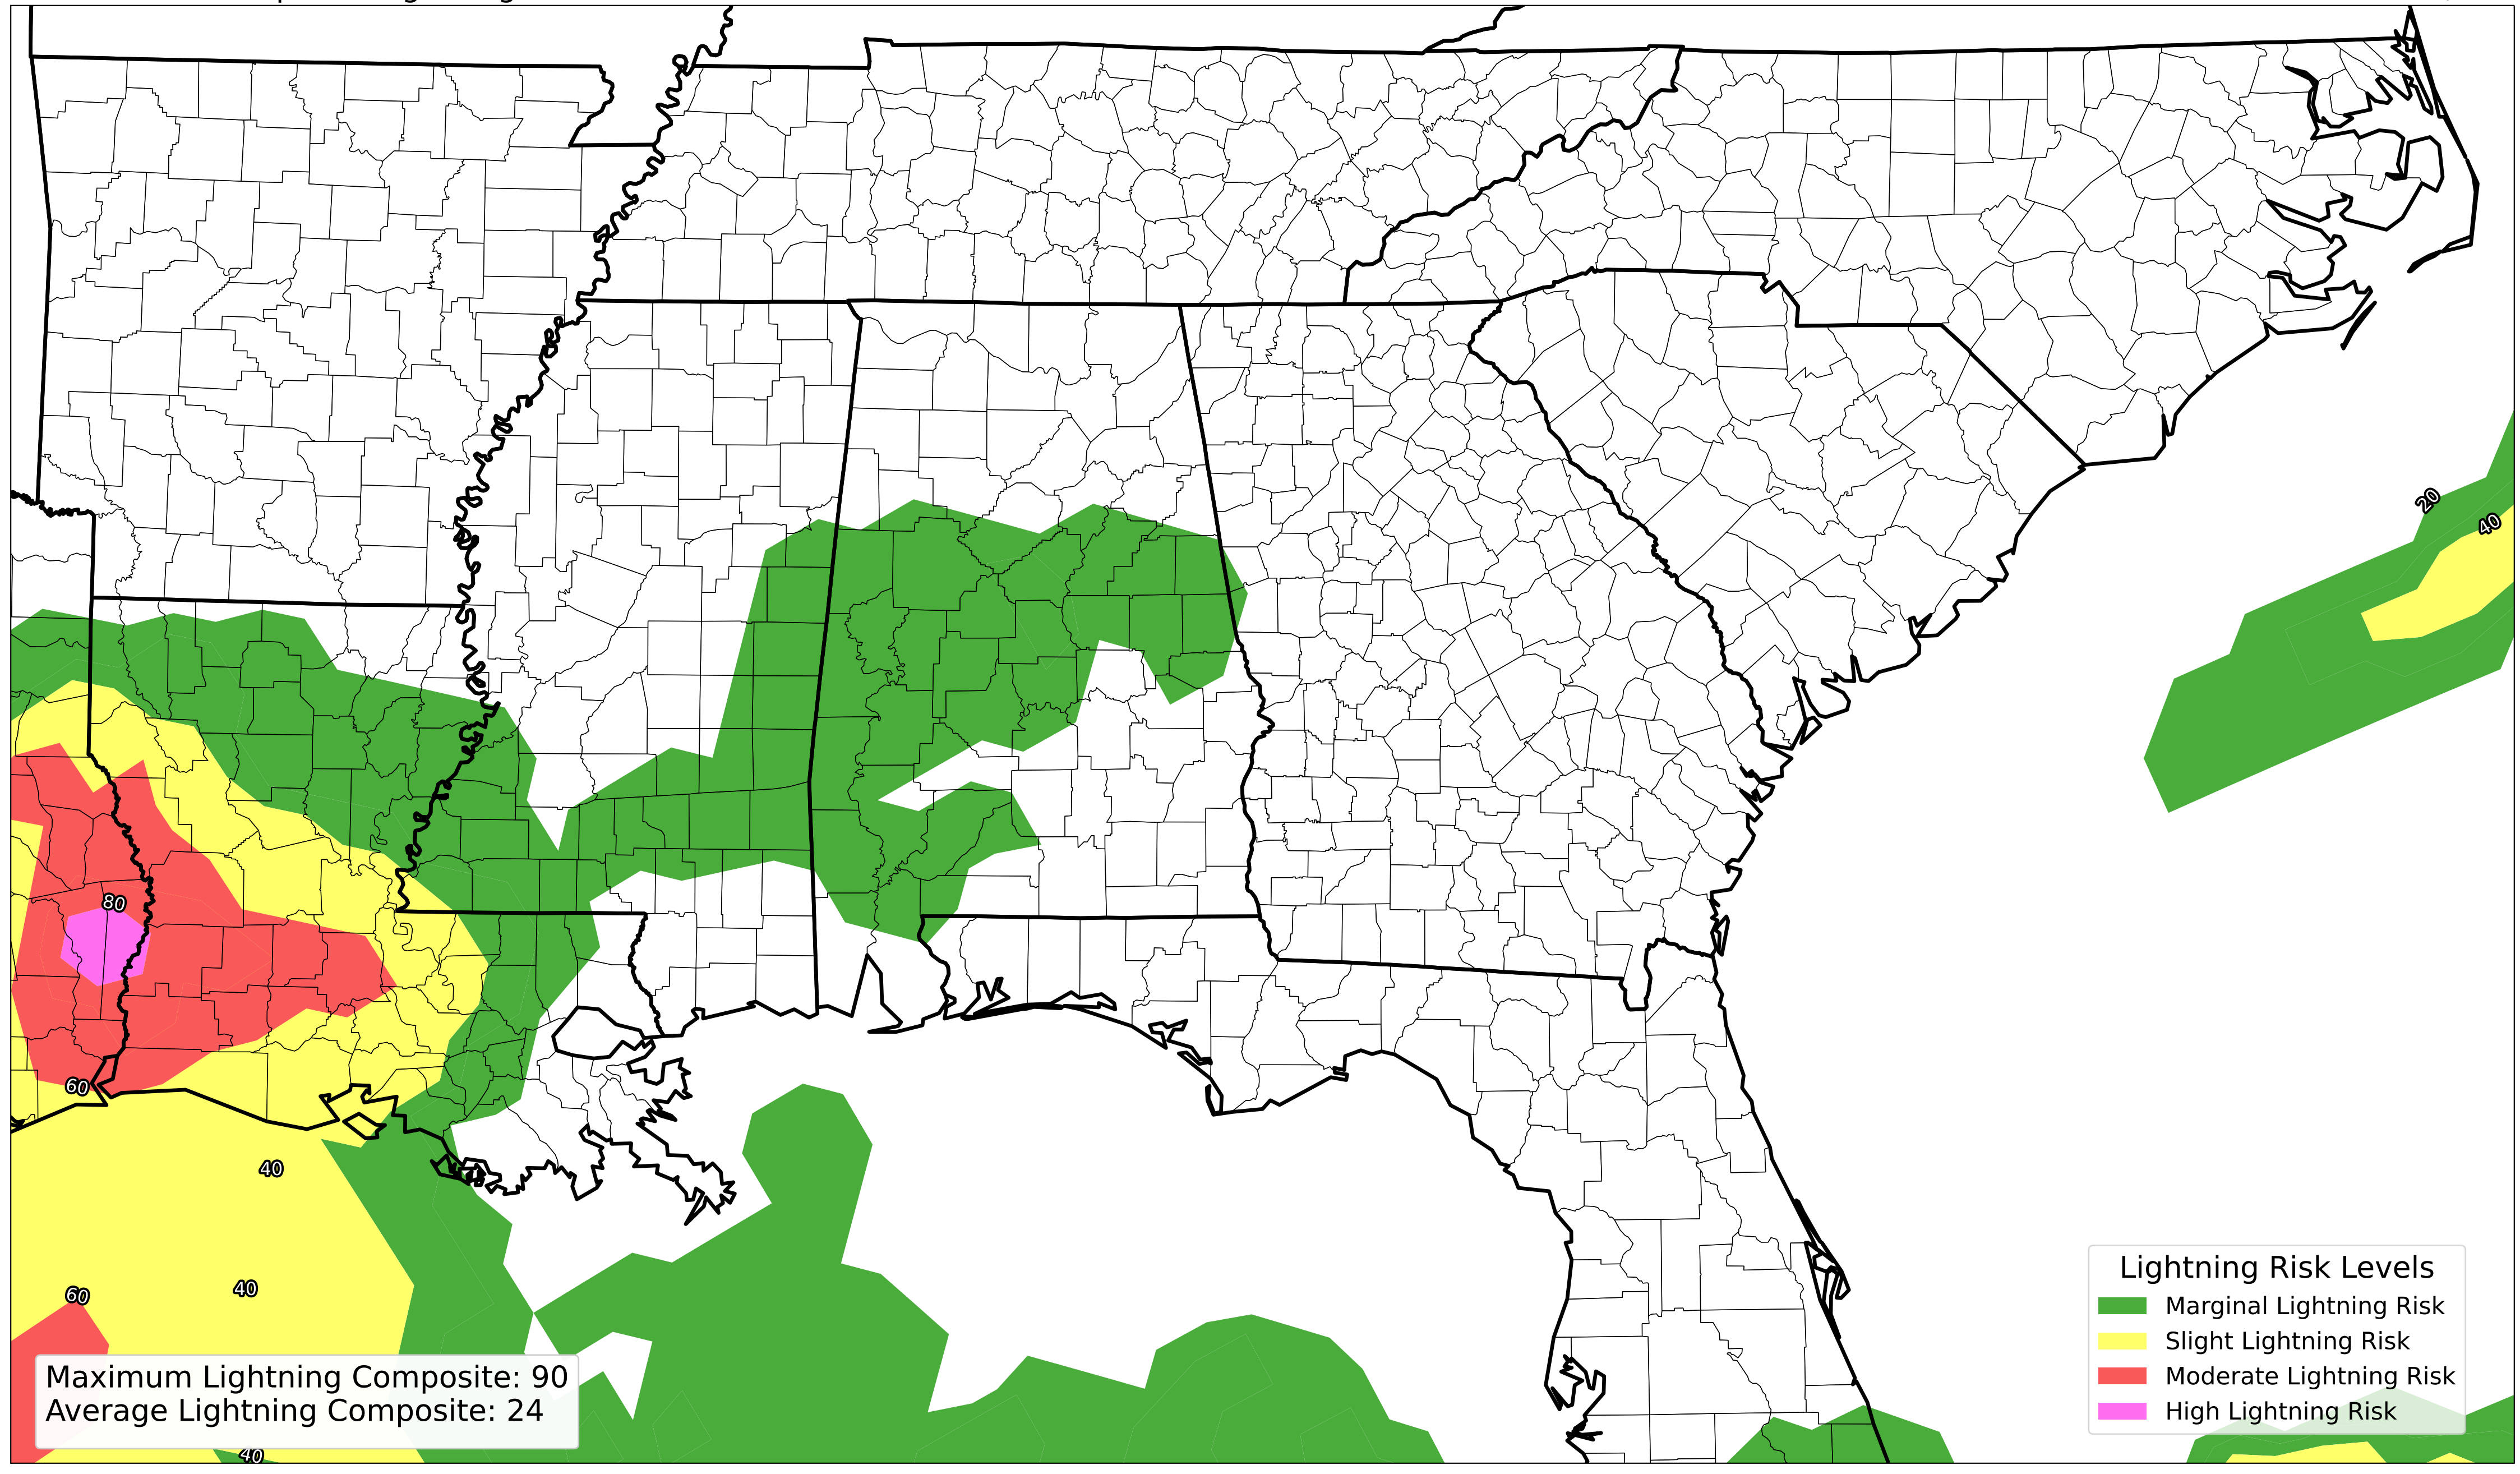 20
40
80
60
40
40
60
40
Maximum Lightning Composite: 90
Average Lightning Composite: 24
Lightning Risk Levels
Marginal Lightning Risk
Slight Lightning Risk
Moderate Lightning Risk
High Lightning Risk